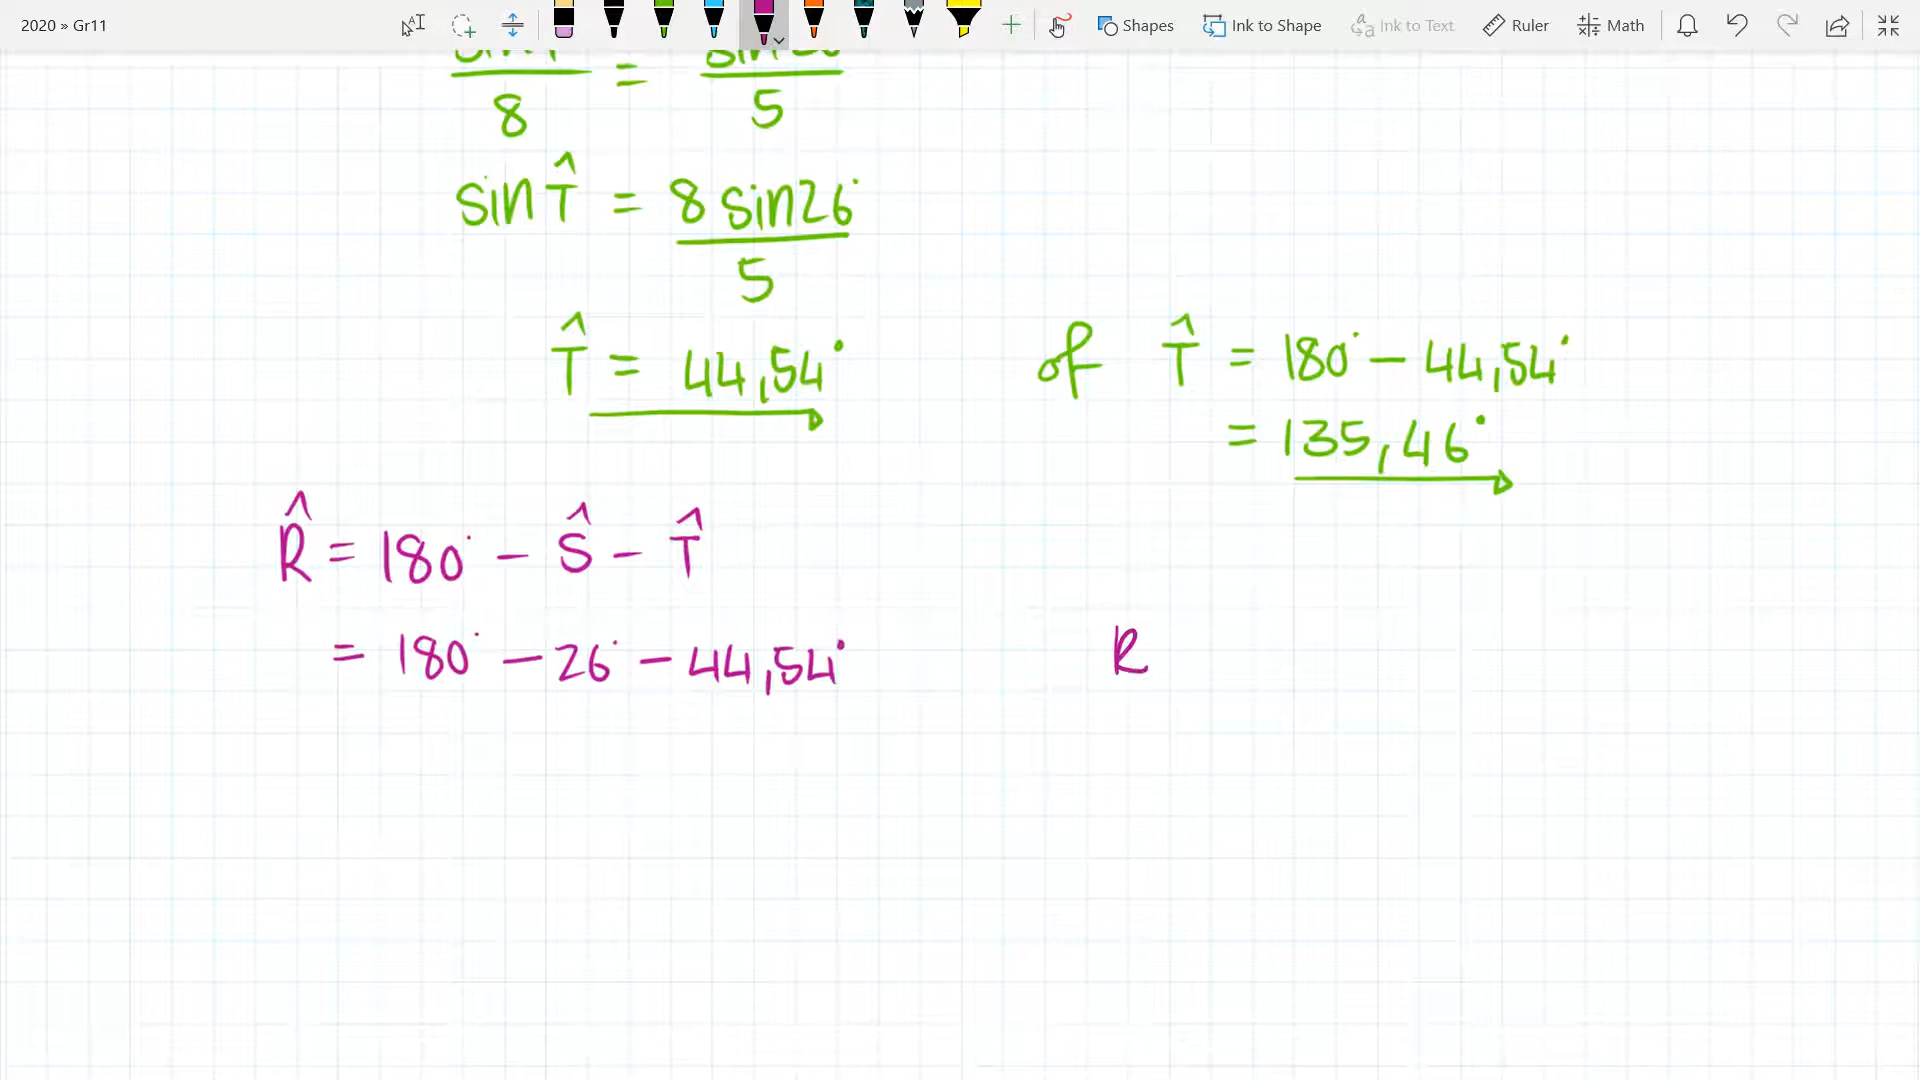 2020 » Gr11
Shapes
Ink to Shape
Ink to Text
Ruler
Math
8 = 5
sin T̂ = 8 sin26°
5
T̂ = 44,54°
of T̂ = 180° − 44,54°
= 135,46°
R̂ = 180° − Ŝ − T̂
= 180° − 26° − 44,54°
R